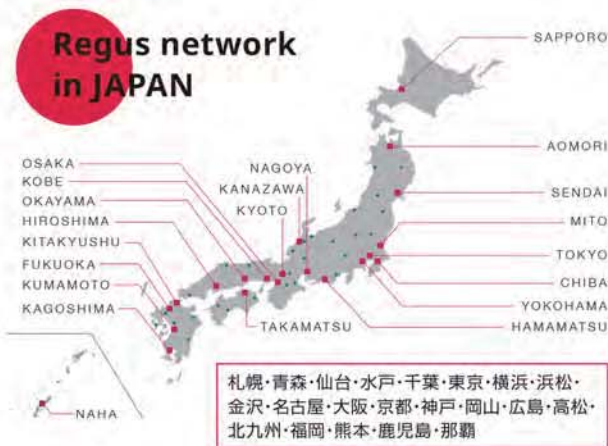 Regus network
in JAPAN
SAPPORO
AOMORI
SENDAI
MITO
TOKYO
CHIBA
YOKOHAMA
HAMAMATSU
NAGOYA
KANAZAWA
KYOTO
OSAKA
KOBE
OKAYAMA
HIROSHIMA
KITAKYUSHU
FUKUOKA
KUMAMOTO
KAGOSHIMA
TAKAMATSU
NAHA
札幌・青森・仙台・水戸・千葉・東京・横浜・浜松・
金沢・名古屋・大阪・京都・神戸・岡山・広島・高松・
北九州・福岡・熊本・鹿児島・那覇